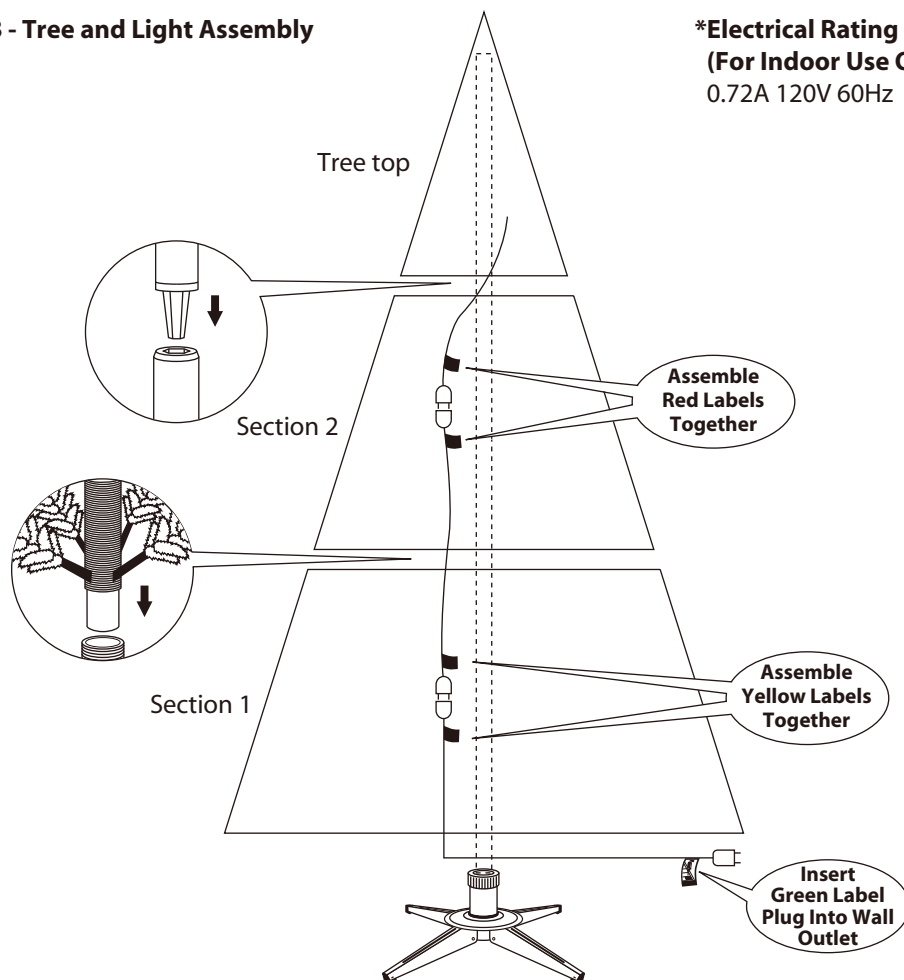 - Tree and Light Assembly
*Electrical Rating
(For Indoor Use
0.72A 120V 60Hz
Tree top
Assemble
Red Labels
Together
Section 2
Assemble
Yellow Labels
Together
Section 1
Insert
Green Label
Plug Into Wall
Outlet